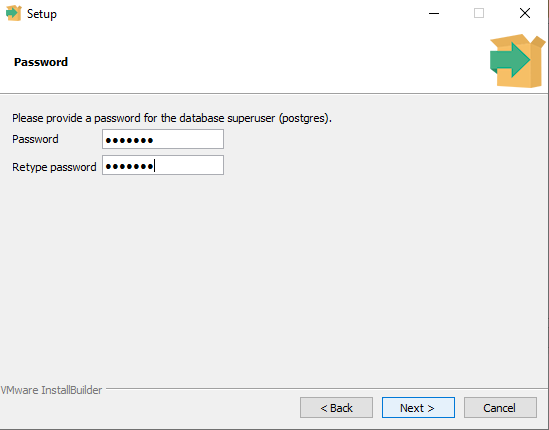 Setup
Password
Please provide a password for the database superuser (postgres).
Password •••••••
Retype password •••••••
VMware InstallBuilder
< Back Next > Cancel